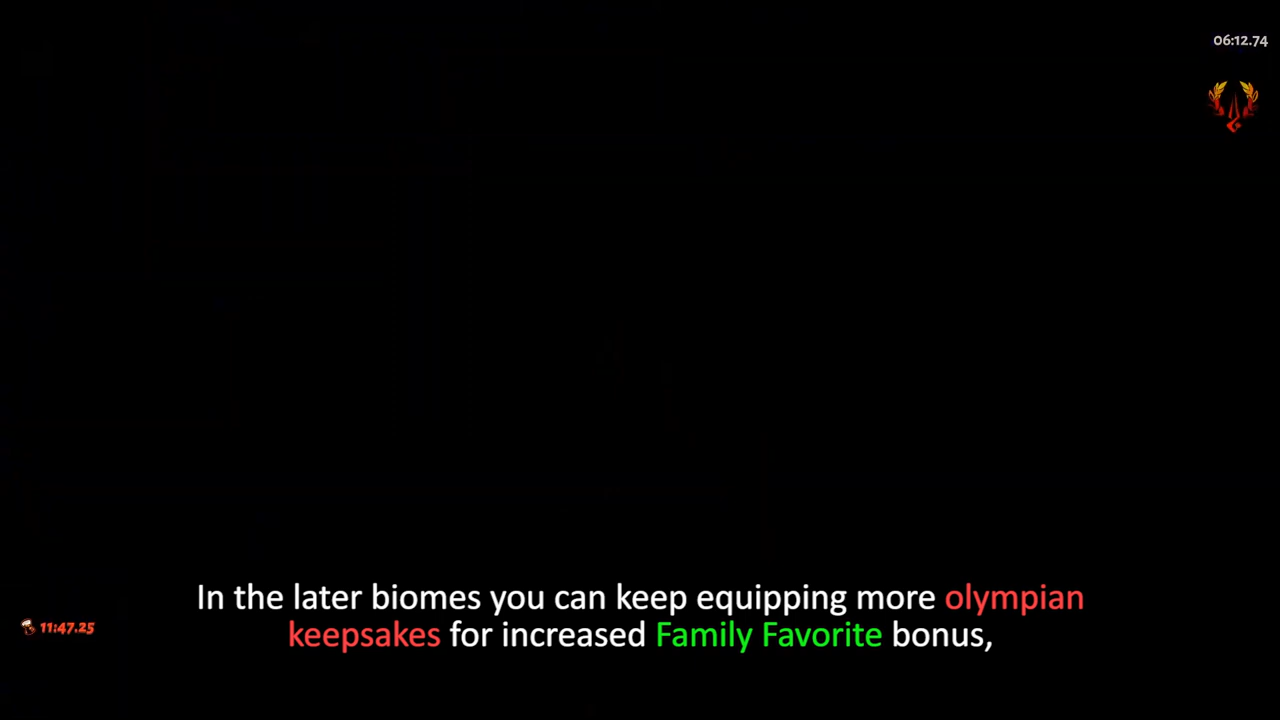 06:12.74
In the later biomes you can keep equipping more olympian
keepsakes for increased Family Favorite bonus,
11:47.25